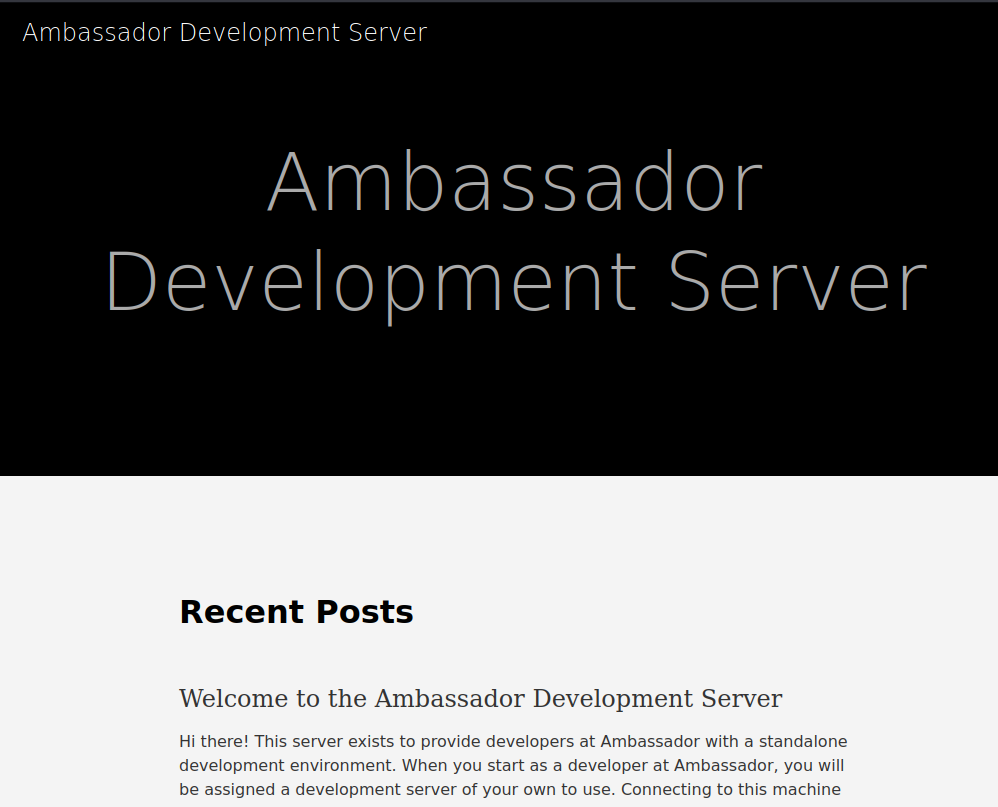 Ambassador Development Server
Ambassador
Development Server
Recent Posts
Welcome to the Ambassador Development Server
Hi there! This server exists to provide developers at Ambassador with a standalone
development environment. When you start as a developer at Ambassador, you will
be assigned a development server of your own to use. Connecting to this machine